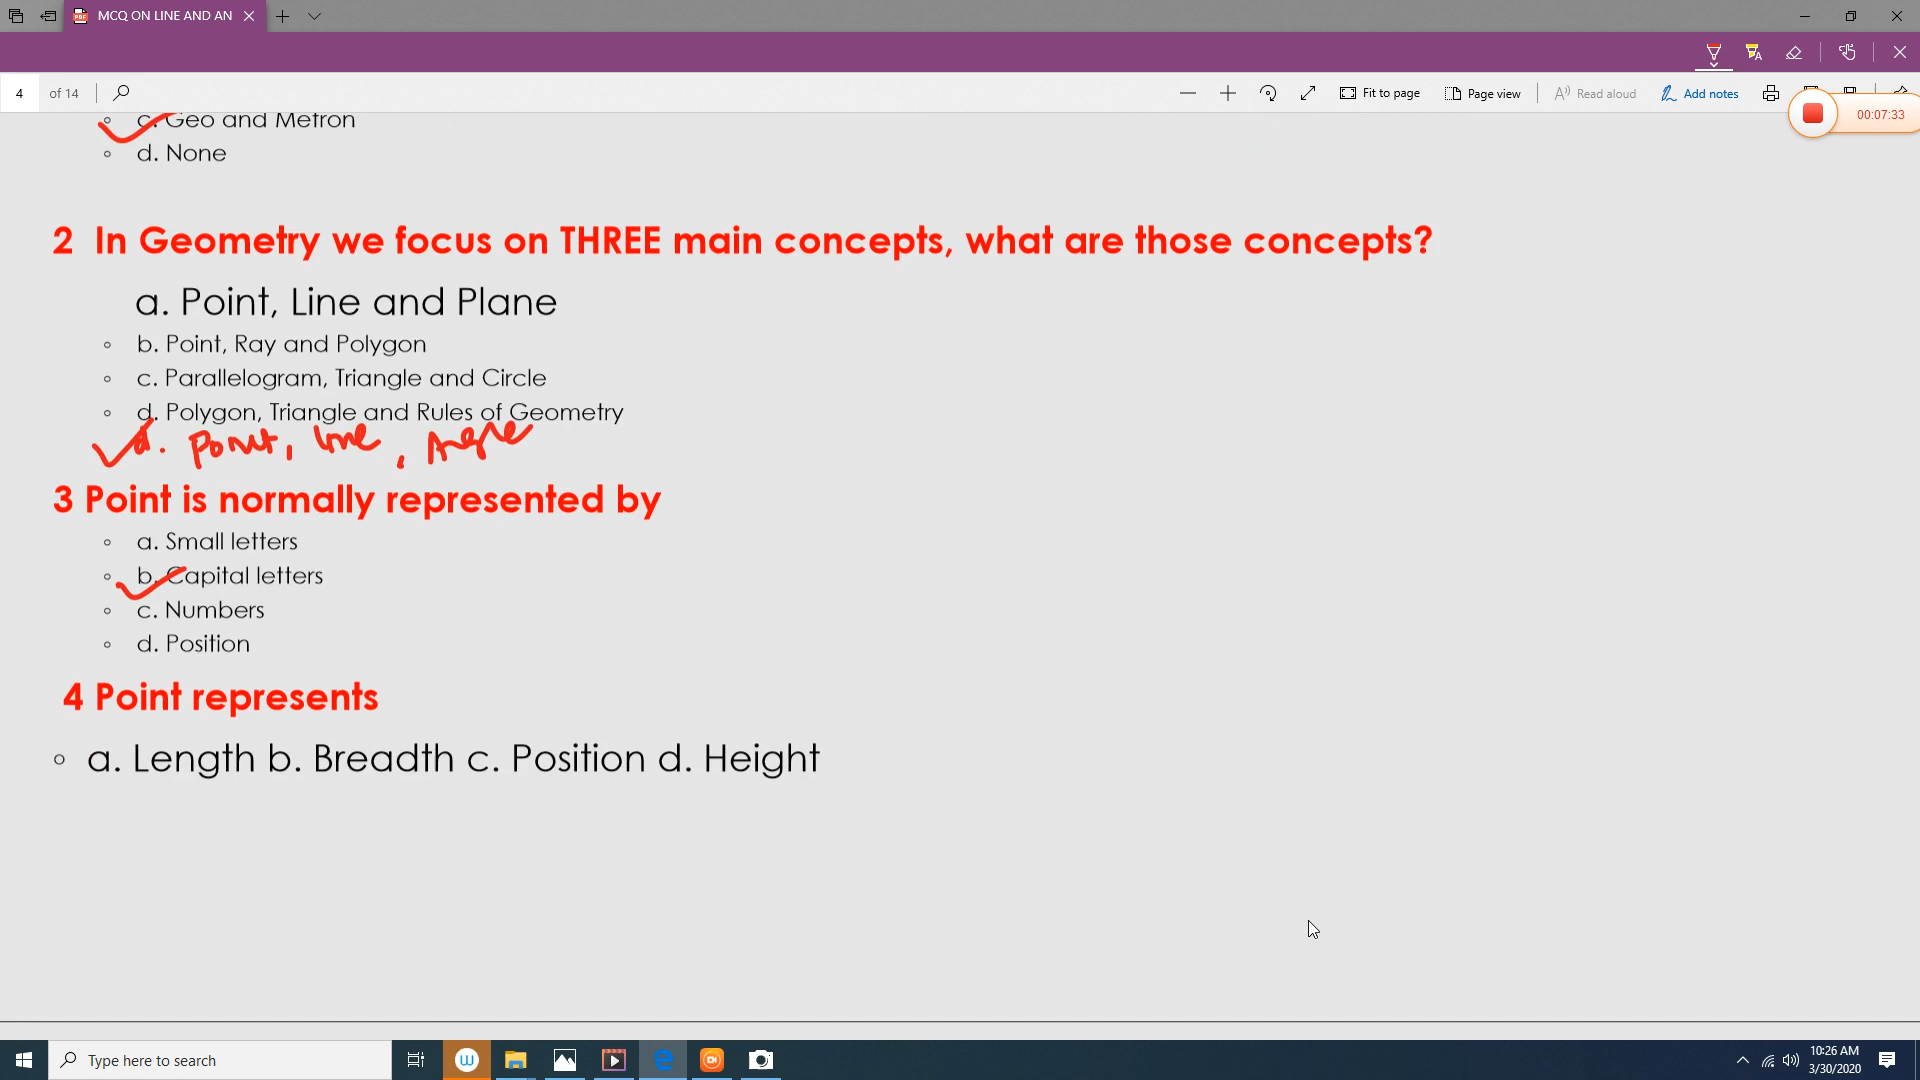 MCQ ON LINE AND AN
4 of 14
Fit to page
Page view
Read aloud
Add notes
00:07:33
c. Geo and Metron
d. None
2 In Geometry we focus on THREE main concepts, what are those concepts?
a. Point, Line and Plane
b. Point, Ray and Polygon
c. Parallelogram, Triangle and Circle
d. Polygon, Triangle and Rules of Geometry
d. Point, line, Angle
3 Point is normally represented by
a. Small letters
b. Capital letters
c. Numbers
d. Position
4 Point represents
a. Length b. Breadth c. Position d. Height
Type here to search
10:26 AM
3/30/2020